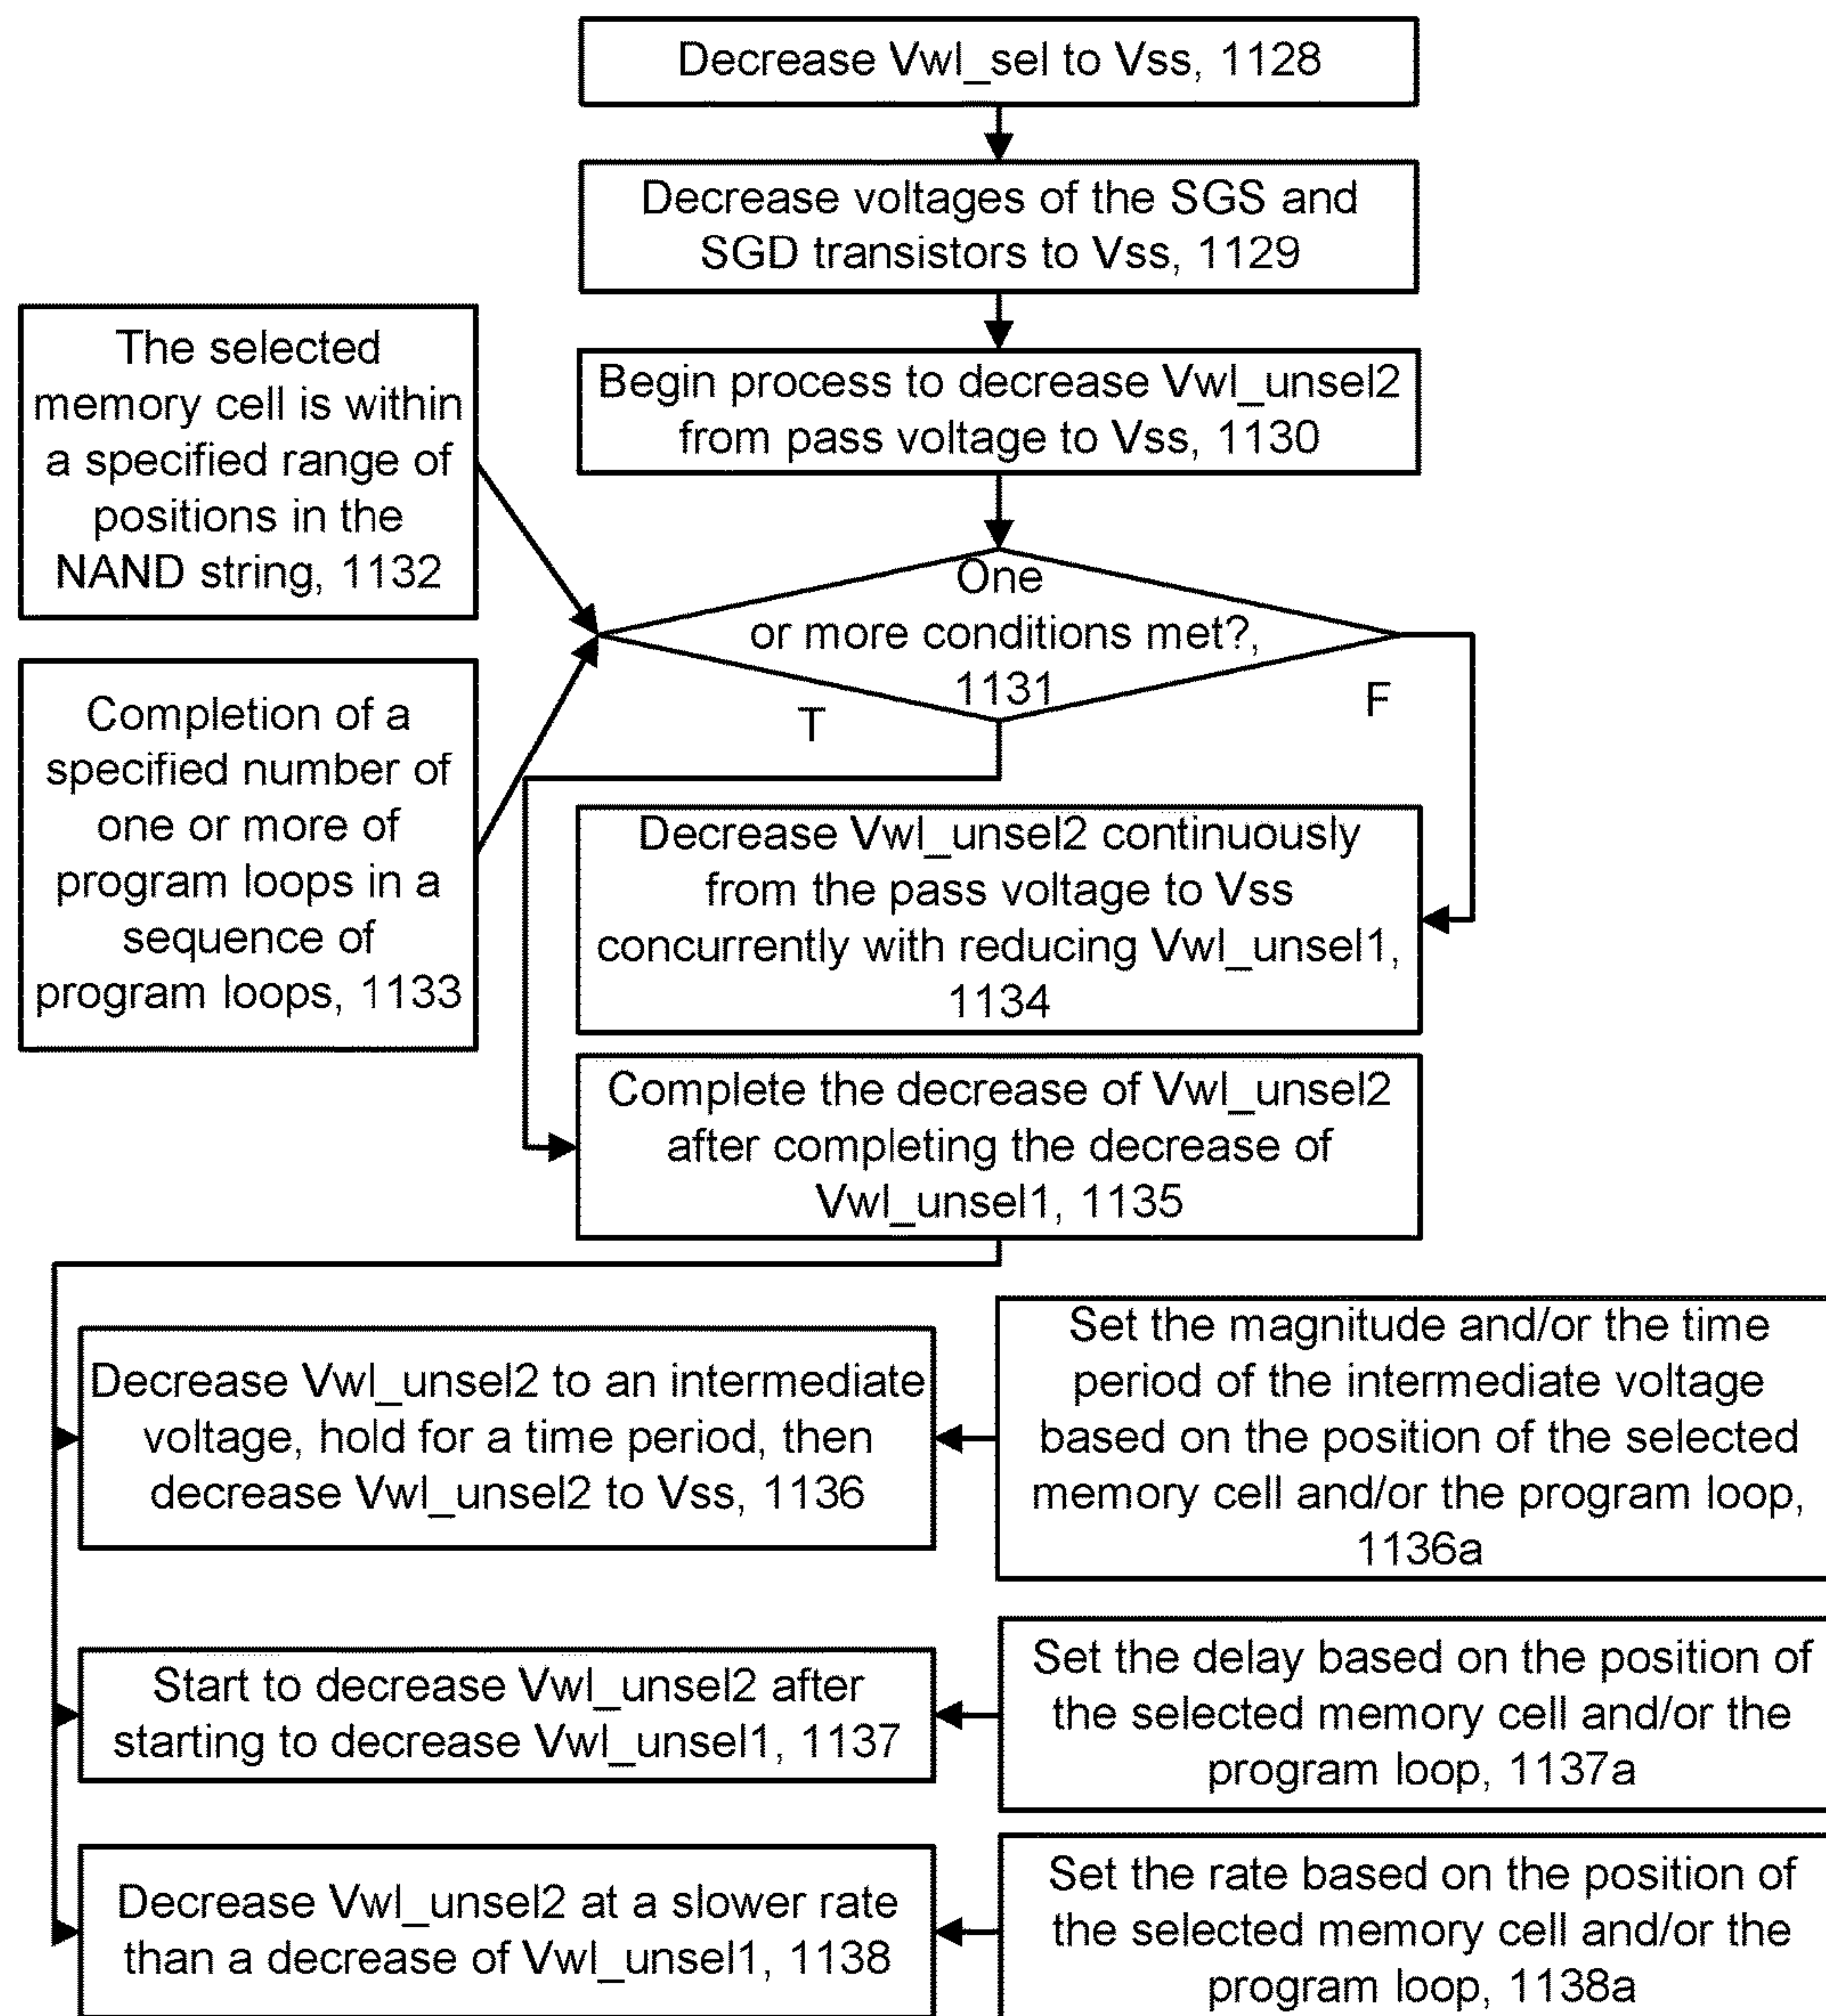 Decrease Vwl_sel to Vss, 1128
Decrease voltages of the SGS and
SGD transistors to Vss, 1129
Begin process to decrease Vwl_unsel2
from pass voltage to Vss, 1130
The selected
memory cell is within
a specified range of
positions in the
NAND string, 1132
One
or more conditions met?,
1131
T
F
Completion of a
specified number of
one or more of
program loops in a
sequence of
program loops, 1133
Decrease Vwl_unsel2 continuously
from the pass voltage to Vss
concurrently with reducing Vwl_unsel1,
1134
Complete the decrease of Vwl_unsel2
after completing the decrease of
Vwl_unsel1, 1135
Decrease Vwl_unsel2 to an intermediate
voltage, hold for a time period, then
decrease Vwl_unsel2 to Vss, 1136
Set the magnitude and/or the time
period of the intermediate voltage
based on the position of the selected
memory cell and/or the program loop,
1136a
Start to decrease Vwl_unsel2 after
starting to decrease Vwl_unsel1, 1137
Set the delay based on the position of
the selected memory cell and/or the
program loop, 1137a
Decrease Vwl_unsel2 at a slower rate
than a decrease of Vwl_unsel1, 1138
Set the rate based on the position of
the selected memory cell and/or the
program loop, 1138a